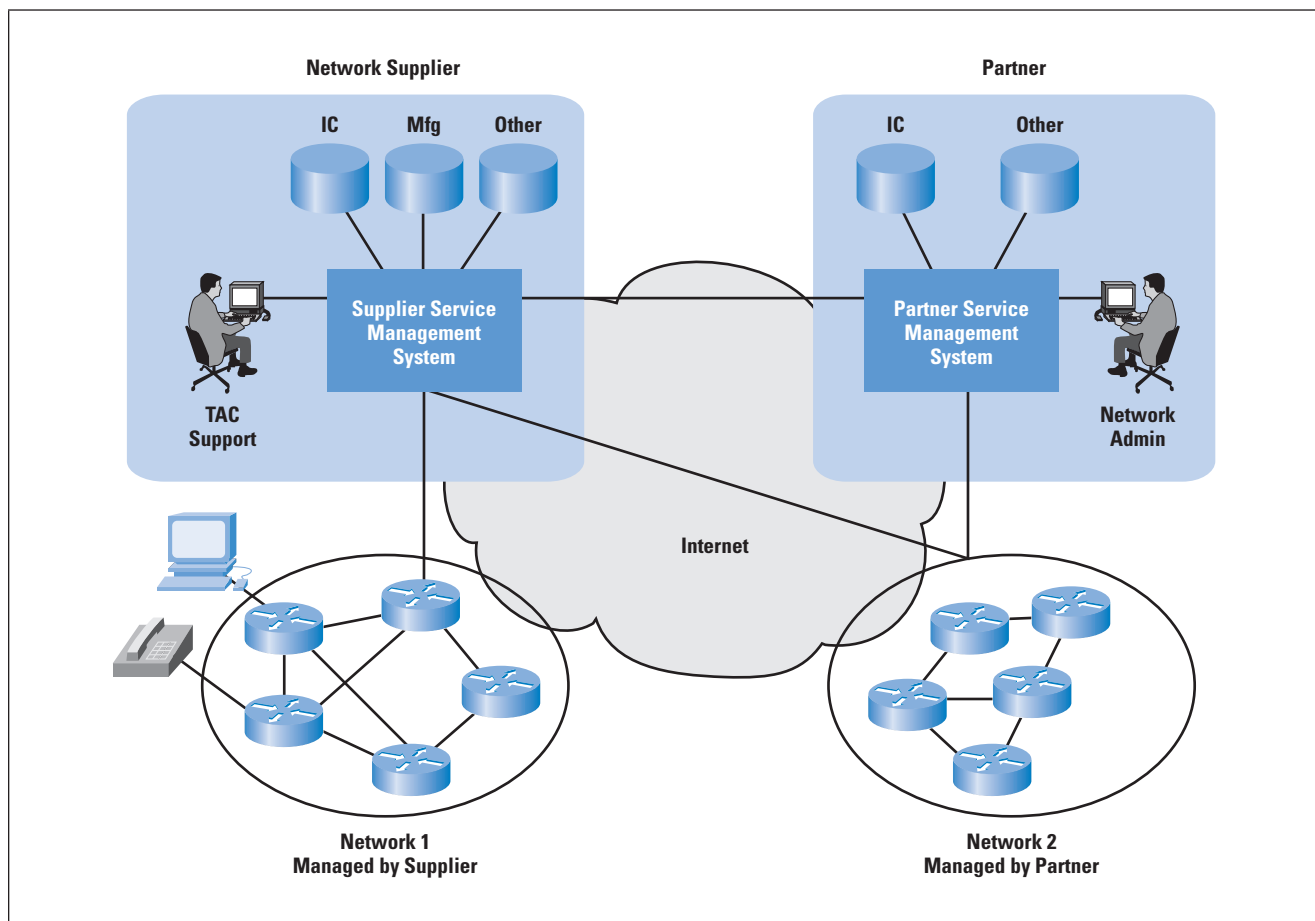 Network Supplier
Partner
IC
Mfg
Other
IC
Other
Supplier Service
Management
System
Partner Service
Management
System
TAC
Support
Network
Admin
Internet
Network 1
Managed by Supplier
Network 2
Managed by Partner